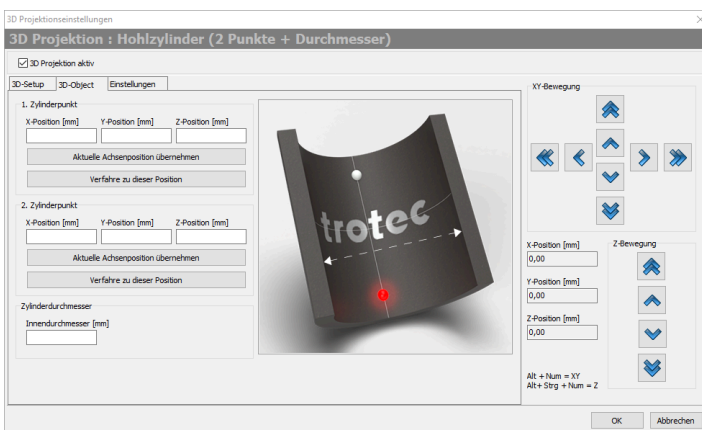 3D Projektionseinstellungen
3D Projektion : Hohlzylinder (2 Punkte + Durchmesser)
3D Projektion aktiv
3D-Setup 3D-Object Einstellungen
1. Zylinderpunkt
X-Position [mm] Y-Position [mm] Z-Position [mm]
Aktuelle Achsenposition übernehmen
Verfahre zu dieser Position
2. Zylinderpunkt
X-Position [mm] Y-Position [mm] Z-Position [mm]
Aktuelle Achsenposition übernehmen
Verfahre zu dieser Position
Zylinderdurchmesser
Innendurchmesser [mm]
trotec
2
XY-Bewegung
X-Position [mm]
0,00
Y-Position [mm]
0,00
Z-Position [mm]
0,00
Z-Bewegung
Alt + Num = XY
Alt+ Strg + Num = Z
OK Abbrechen